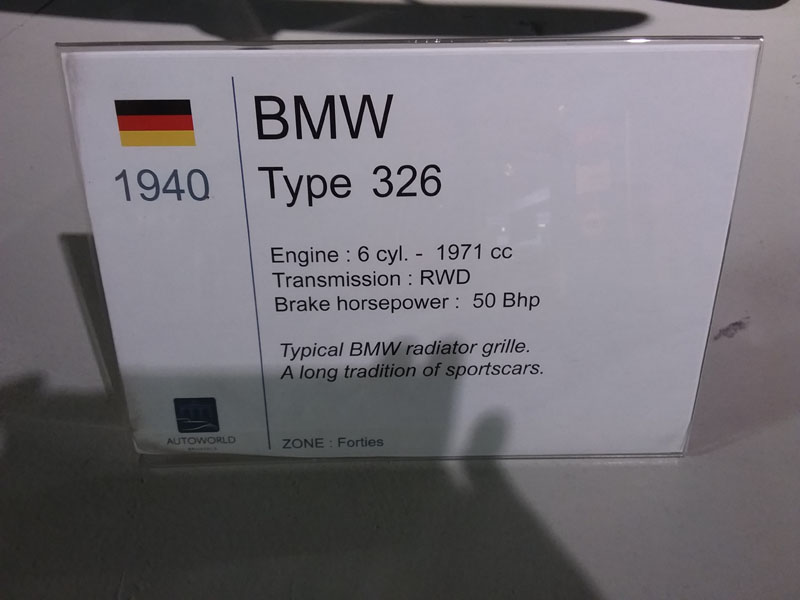 BMW
1940
Type 326
Engine : 6 cyl. - 1971 cc
Transmission : RWD
Brake horsepower : 50 Bhp
Typical BMW radiator grille.
A long tradition of sportscars.
AUTOWORLD
ZONE : Forties